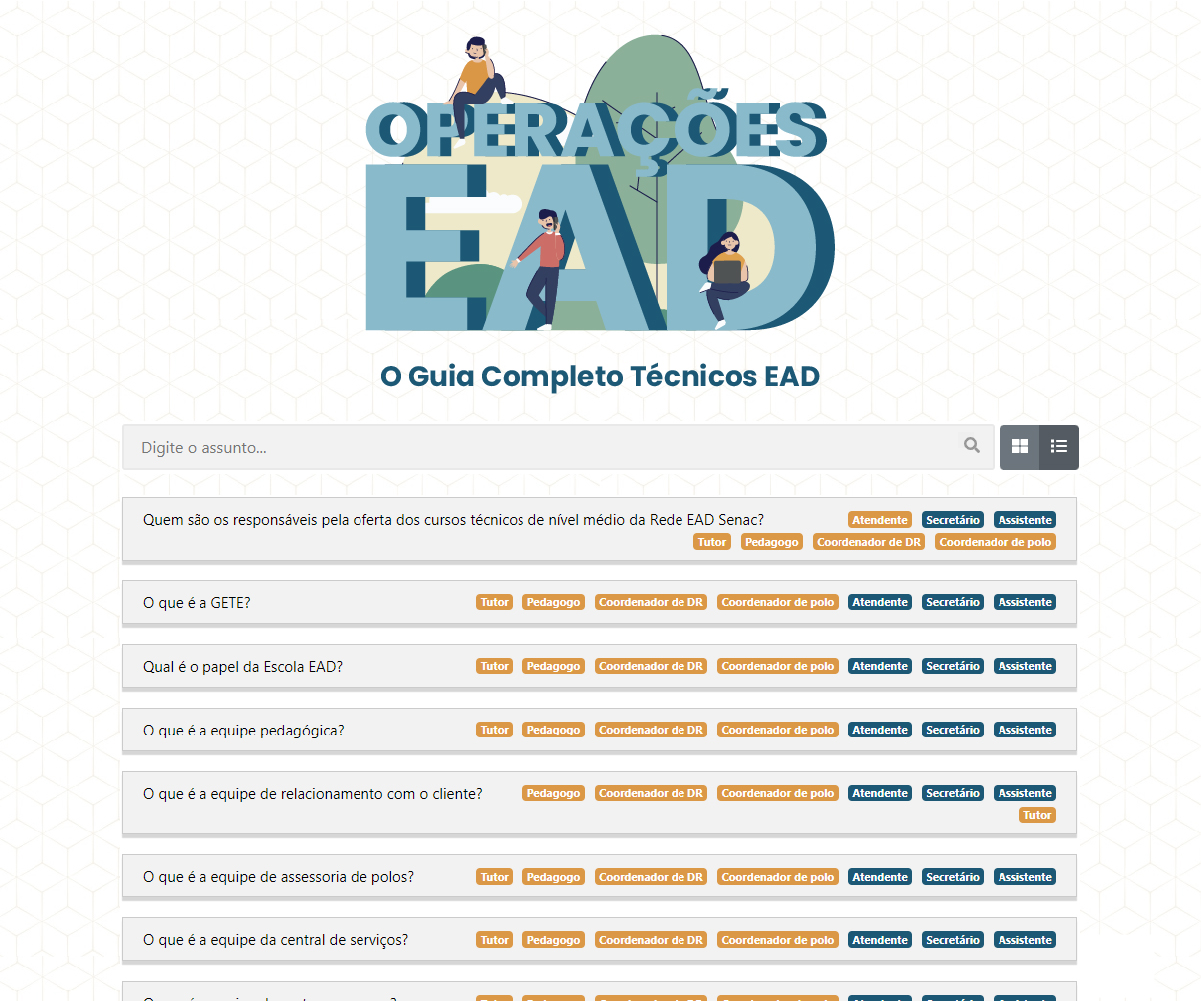 OPERAÇÕES
EAD
O Guia Completo Técnicos EAD
Digite o assunto...
Quem são os responsáveis pela oferta dos cursos técnicos de nível médio da Rede EAD Senac? Atendente Secretário Assistente
Tutor Pedagogo Coordenador de DR Coordenador de polo
O que é a GETE? Tutor Pedagogo Coordenador de DR Coordenador de polo Atendente Secretário Assistente
Qual é o papel da Escola EAD? Tutor Pedagogo Coordenador de DR Coordenador de polo Atendente Secretário Assistente
O que é a equipe pedagógica? Tutor Pedagogo Coordenador de DR Coordenador de polo Atendente Secretário Assistente
O que é a equipe de relacionamento com o cliente? Pedagogo Coordenador de DR Coordenador de polo Atendente Secretário Assistente
Tutor
O que é a equipe de assessoria de polos? Tutor Pedagogo Coordenador de DR Coordenador de polo Atendente Secretário Assistente
O que é a equipe da central de serviços? Tutor Pedagogo Coordenador de DR Coordenador de polo Atendente Secretário Assistente